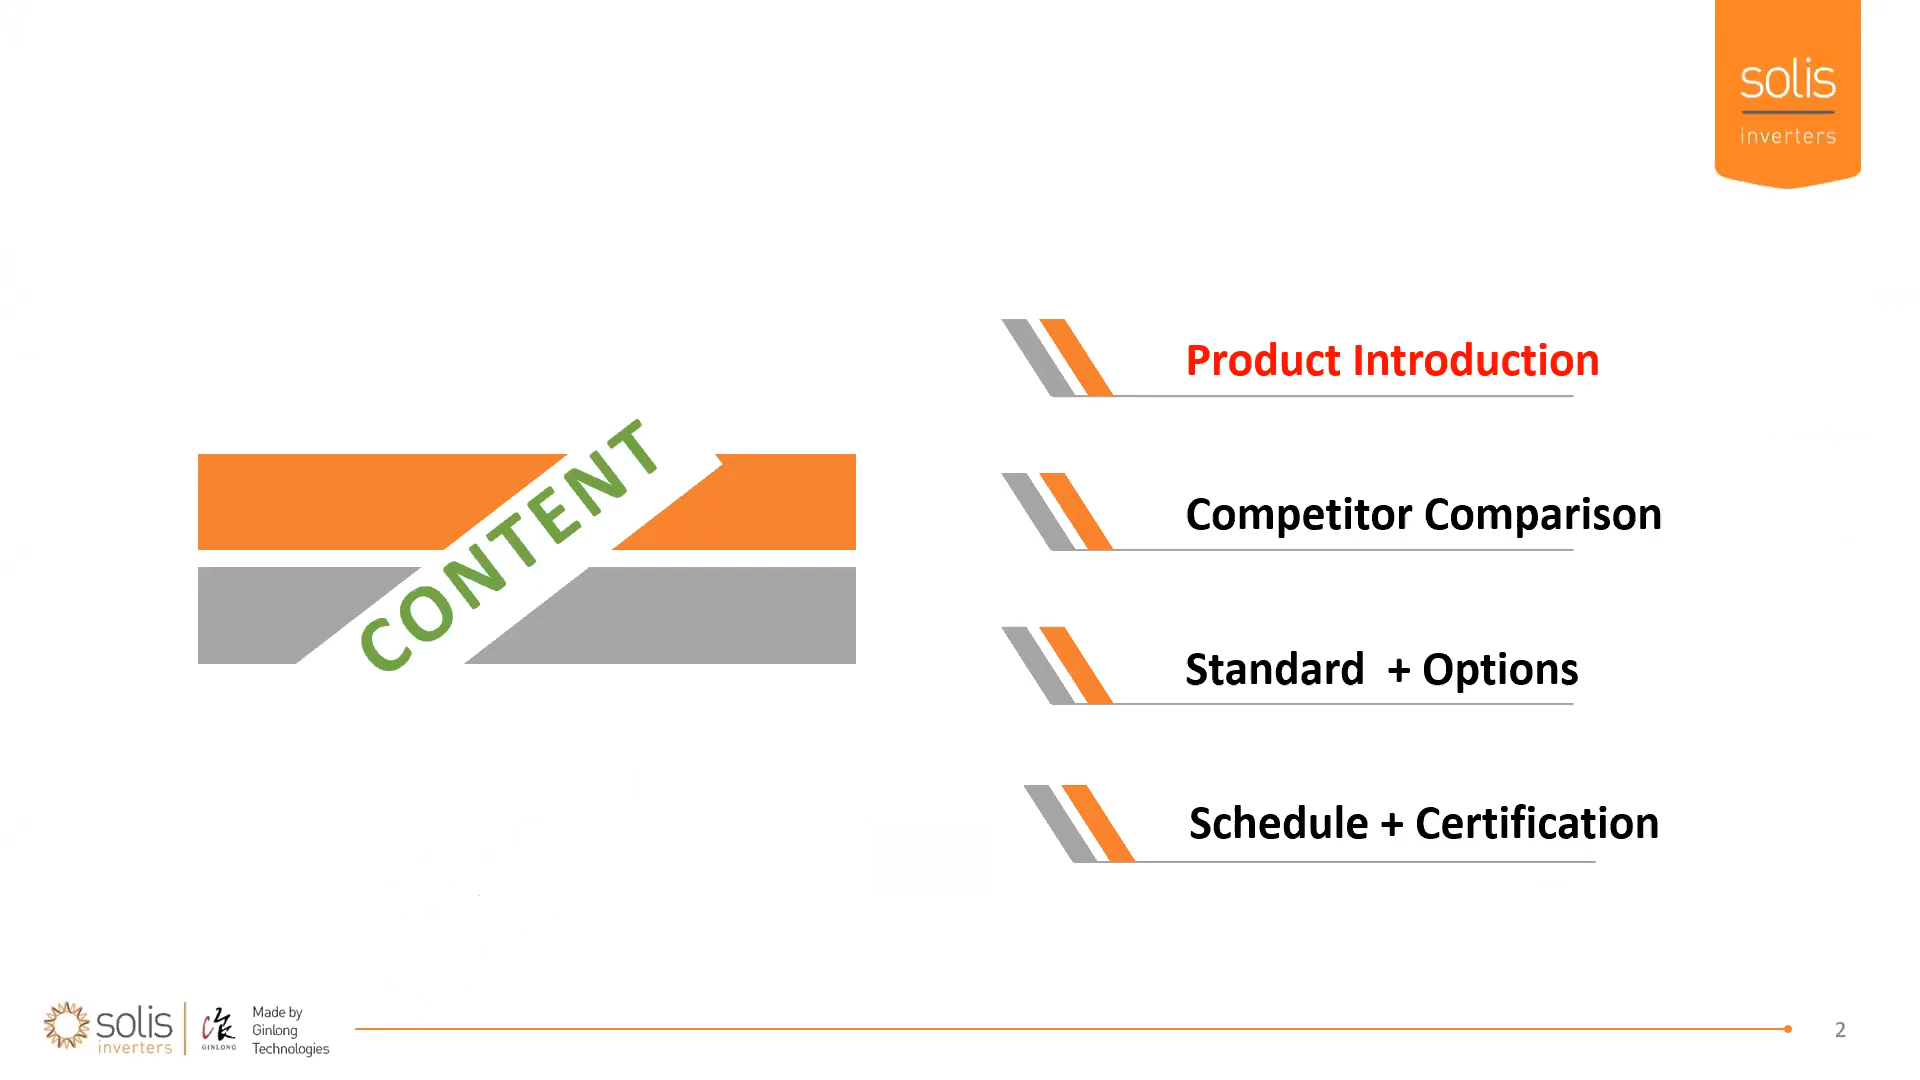 solis
inverters
Product Introduction
CONTENT
Competitor Comparison
Standard + Options
Schedule + Certification
solis
inverters
GINLONG
Made by
Ginlong
Technologies
2